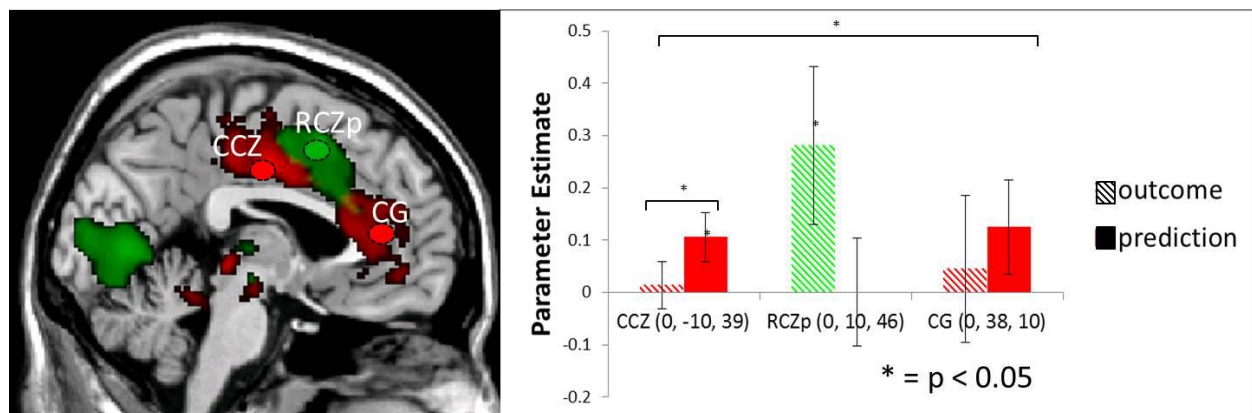 RCZp
CCZ
CG
*
0.5
0.4
0.3
0.2
0.1
0
-0.1
-0.2
Parameter Estimate
*
*
*
CCZ (0, -10, 39) RCZp (0, 10, 46) CG (0, 38, 10)
* = p < 0.05
outcome
prediction